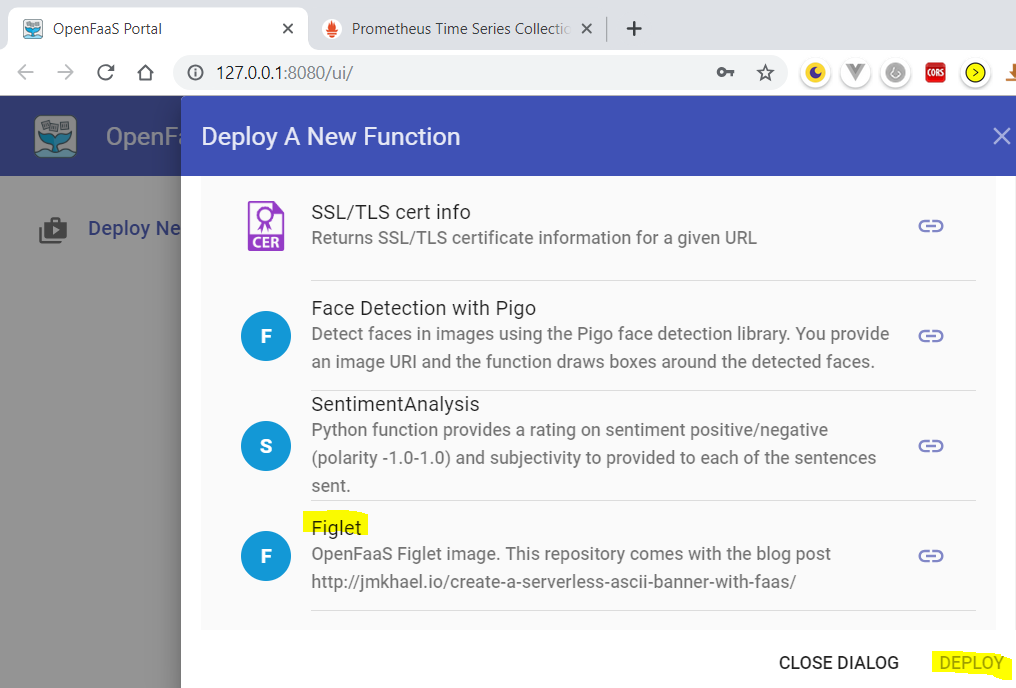 OpenFaaS Portal
Prometheus Time Series Collectio
127.0.0.1:8080/ui/
CORS
OpenFa
Deploy A New Function
Deploy Ne
CER
SSL/TLS cert info
Returns SSL/TLS certificate information for a given URL
F
Face Detection with Pigo
Detect faces in images using the Pigo face detection library. You provide
an image URI and the function draws boxes around the detected faces.
S
SentimentAnalysis
Python function provides a rating on sentiment positive/negative
(polarity -1.0-1.0) and subjectivity to provided to each of the sentences
sent.
F
Figlet
OpenFaaS Figlet image. This repository comes with the blog post
http://jmkhael.io/create-a-serverless-ascii-banner-with-faas/
CLOSE DIALOG
DEPLOY